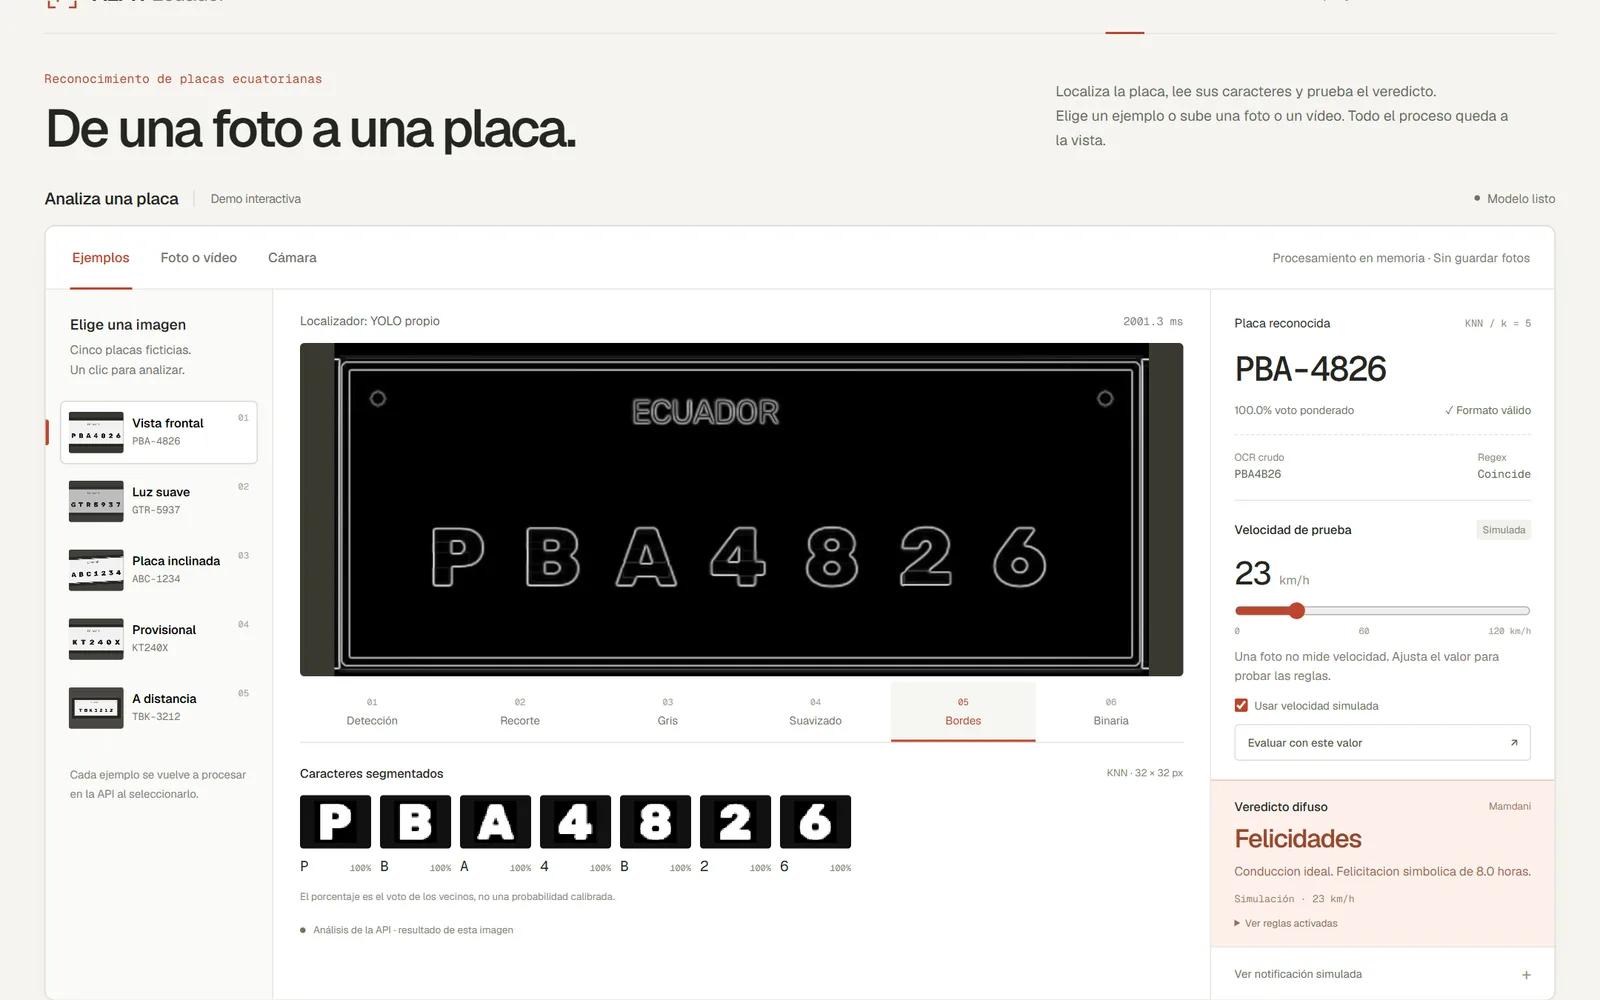 Reconocimiento de placas ecuatorianas
De una foto a una placa.
Localiza la placa, lee sus caracteres y prueba el veredicto.
Elige un ejemplo o sube una foto o un vídeo. Todo el proceso queda a
la vista.
Analiza una placa
Demo interactiva
Modelo listo
Ejemplos
Foto o vídeo
Cámara
Procesamiento en memoria · Sin guardar fotos
Elige una imagen
Cinco placas ficticias.
Un clic para analizar.
PBA4826
Vista frontal
01
PBA-4826
GTR5937
Luz suave
02
GTR-5937
ABC1234
Placa inclinada
03
ABC-1234
KT240X
Provisional
04
KT240X
TBK3212
A distancia
05
TBK-3212
Cada ejemplo se vuelve a procesar
en la API al seleccionarlo.
Localizador: YOLO propio
2001.3 ms
ECUADOR
PBA4826
01
Detección
02
Recorte
03
Gris
04
Suavizado
05
Bordes
06
Binaria
Caracteres segmentados
KNN · 32 × 32 px
P B A 4 8 2 6
P 100% B 100% A 100% 4 100% B 100% 2 100% 6 100%
El porcentaje es el voto de los vecinos, no una probabilidad calibrada.
Análisis de la API · resultado de esta imagen
Placa reconocida
KNN / k = 5
PBA-4826
100.0% voto ponderado
✓ Formato válido
OCR crudo
Regex
PBA4B26
Coincide
Velocidad de prueba
Simulada
23 km/h
0
60
120 km/h
Una foto no mide velocidad. Ajusta el valor para
probar las reglas.
Usar velocidad simulada
Evaluar con este valor
Veredicto difuso
Mamdani
Felicidades
Conduccion ideal. Felicitacion simbolica de 8.0 horas.
Simulación · 23 km/h
Ver reglas activadas
Ver notificación simulada